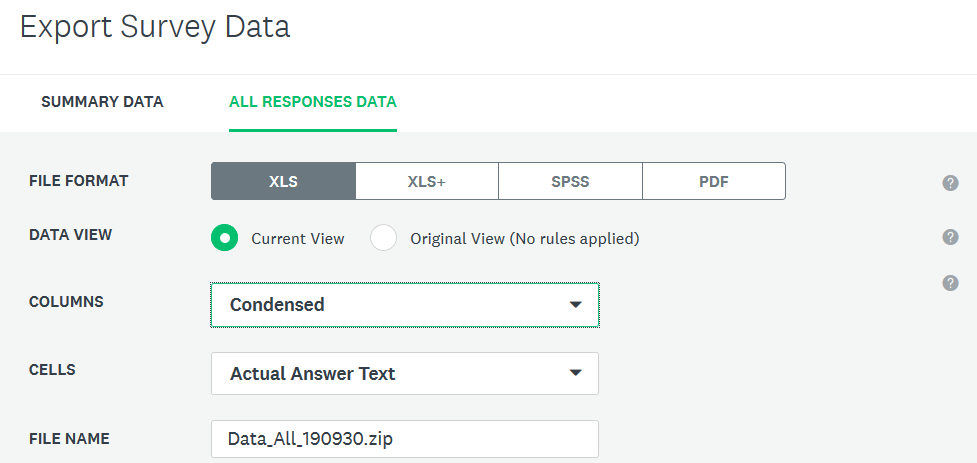 Export Survey Data
SUMMARY DATA ALL RESPONSES DATA
FILE FORMAT XLS XLS+ SPSS PDF ?
DATA VIEW Current View Original View (No rules applied) ?
?
COLUMNS Condensed
CELLS Actual Answer Text
FILE NAME Data_All_190930.zip